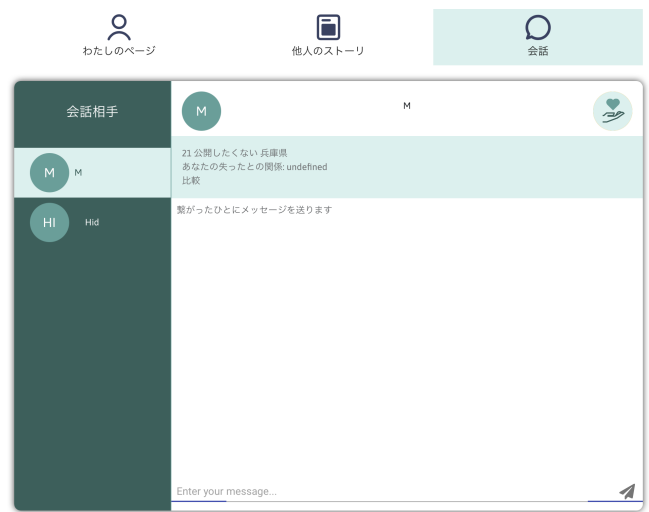 わたしのページ
他人のストーリ
会話
会話相手
M
M
M
M
HI
Hid
21 公開したくない 兵庫県
あなたの失ったとの関係: undefined
比較
繋がったひとにメッセージを送ります
Enter your message...